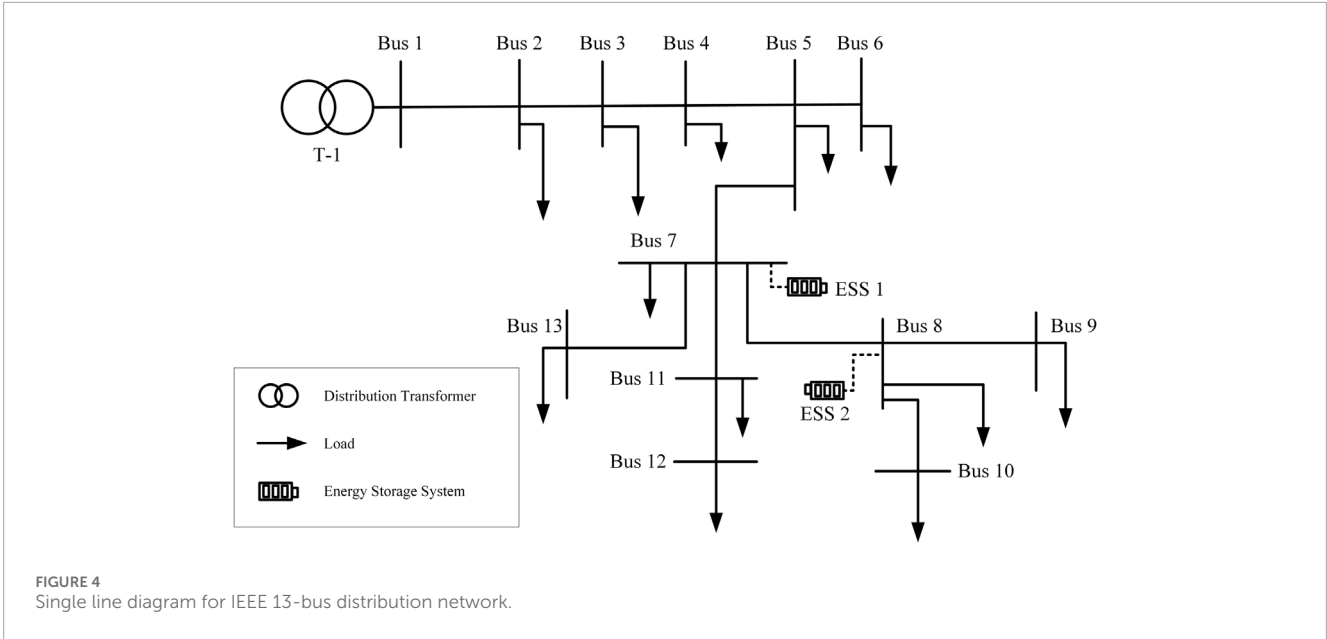 Bus 1
Bus 2
Bus 3
Bus 4
Bus 5
Bus 6
T-1
Bus 7
ESS 1
Bus 13
Bus 8
Bus 9
Bus 11
ESS 2
Bus 12
Bus 10
Distribution Transformer
Load
Energy Storage System
FIGURE 4
Single line diagram for IEEE 13-bus distribution network.